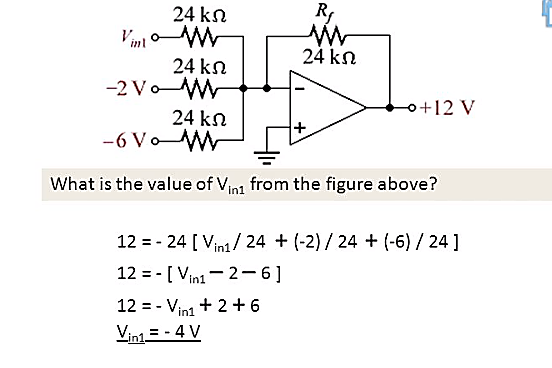 24 kΩ
Rf
Vin1
24 kΩ
24 kΩ
−2 V
−
+12 V
24 kΩ
+
−6 V
What is the value of Vin1 from the figure above?
12 = - 24 [ Vin1 / 24 + (-2) / 24 + (-6) / 24 ]
12 = - [ Vin1 – 2 – 6 ]
12 = - Vin1 + 2 + 6
Vin1 = - 4 V